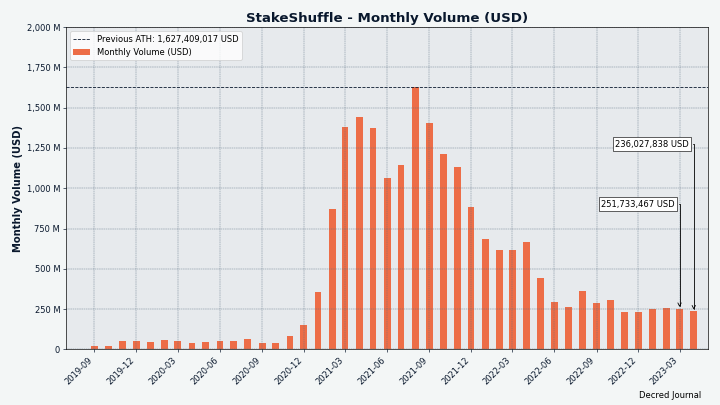 StakeShuffle - Monthly Volume (USD)
2,000 M
1,750 M
1,500 M
1,250 M
1,000 M
750 M
500 M
250 M
0
Monthly Volume (USD)
Previous ATH: 1,627,409,017 USD
Monthly Volume (USD)
236,027,838 USD
251,733,467 USD
2019-09
2019-12
2020-03
2020-06
2020-09
2020-12
2021-03
2021-06
2021-09
2021-12
2022-03
2022-06
2022-09
2022-12
2023-03
Decred Journal